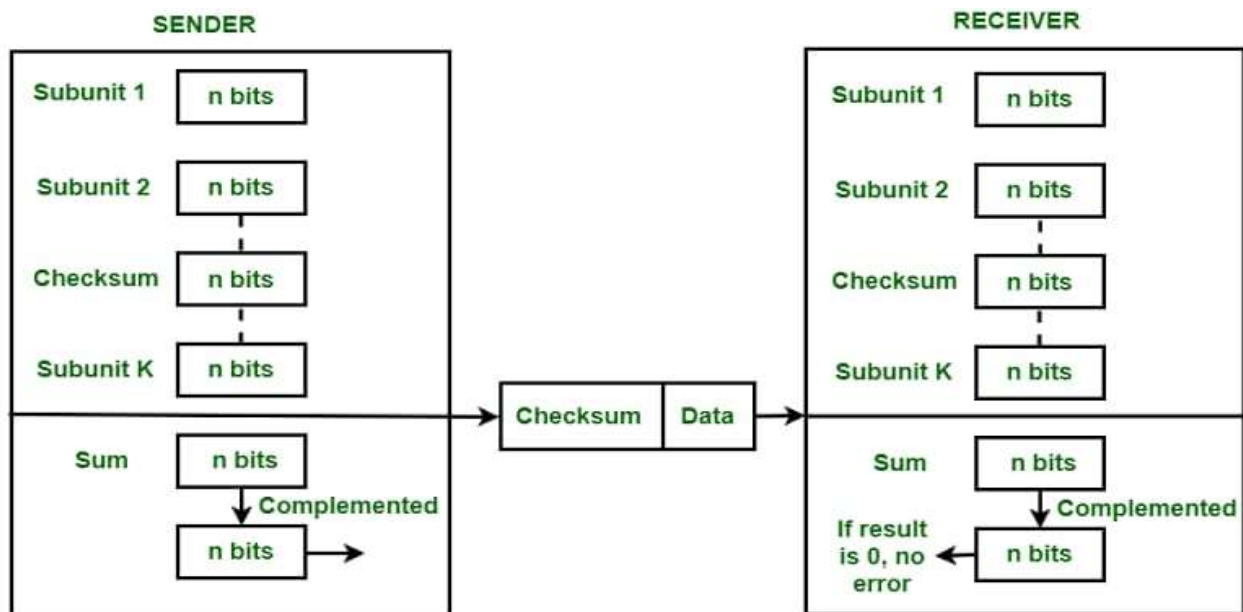 SENDER
Subunit 1
n bits
Subunit 2
n bits
Checksum
n bits
Subunit K
n bits
Sum
n bits
Complemented
n bits
Checksum
Data
RECEIVER
Subunit 1
n bits
Subunit 2
n bits
Checksum
n bits
Subunit K
n bits
Sum
n bits
Complemented
If result
is 0, no
error
n bits